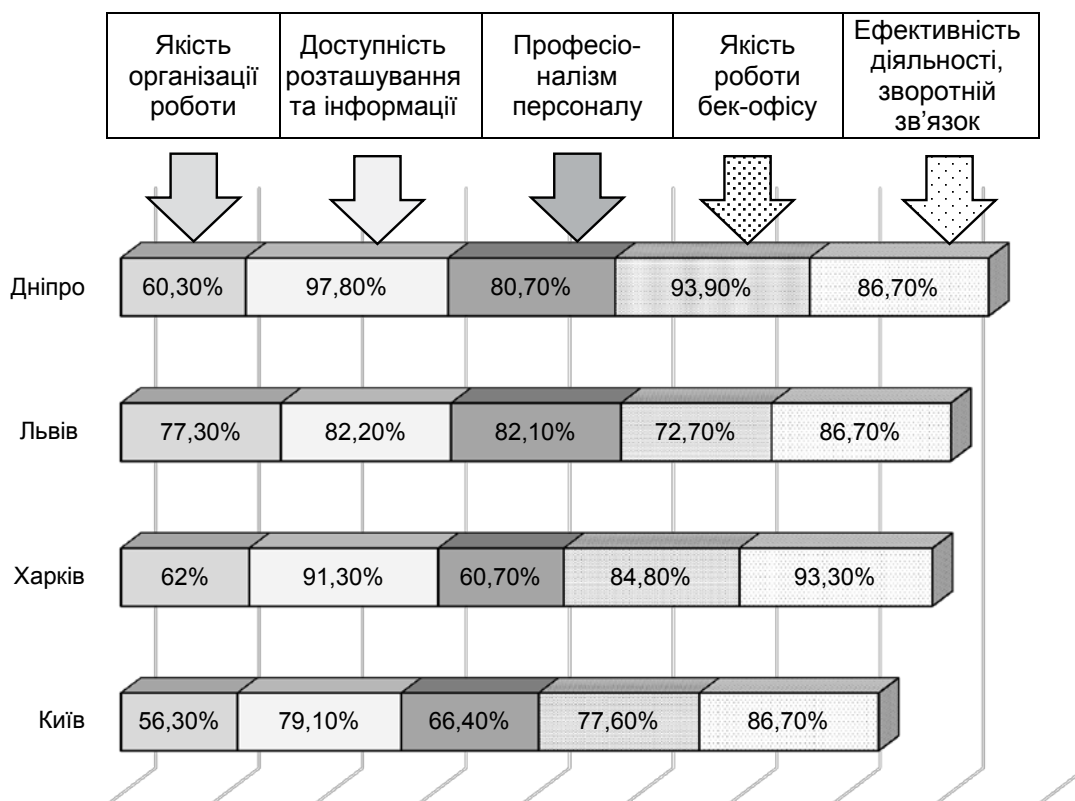 Якість
організації
роботи
Доступність
розташування
та інформації
Професіо-
налізм
персоналу
Якість
роботи
бек-офісу
Ефективність
діяльності,
зворотній
зв’язок
Дніпро
60,30%
97,80%
80,70%
93,90%
86,70%
Львів
77,30%
82,20%
82,10%
72,70%
86,70%
Харків
62%
91,30%
60,70%
84,80%
93,30%
Київ
56,30%
79,10%
66,40%
77,60%
86,70%